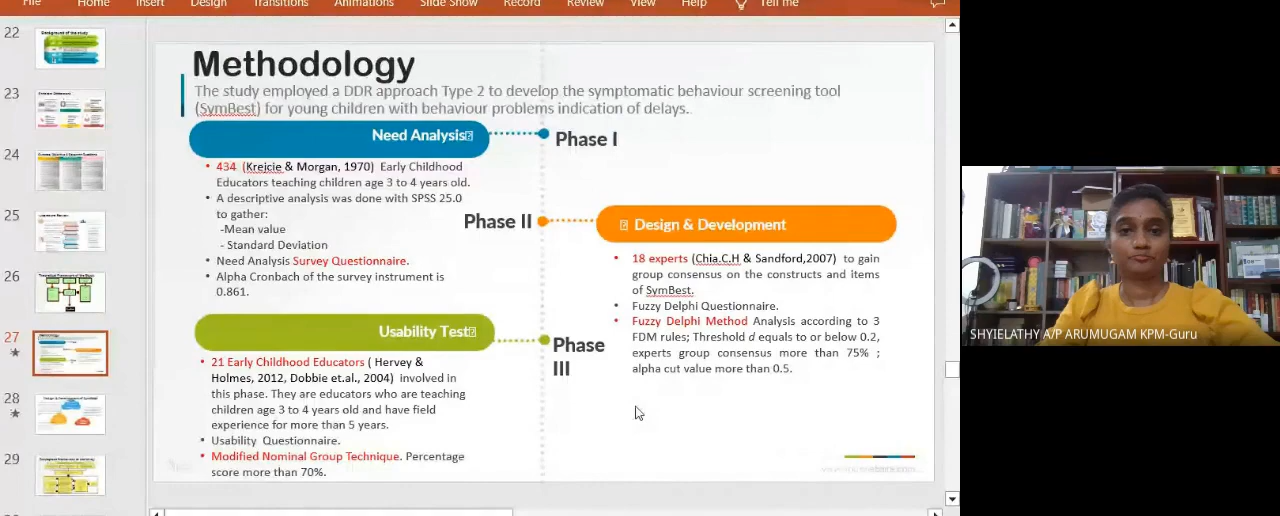 File Home Insert Design Transitions Animations Slide Show Record Review View Help Tell me
22
23
24
25
26
27
28
29
Methodology
The study employed a DDR approach Type 2 to develop the symptomatic behaviour screening tool
(SymBest) for young children with behaviour problems indication of delays.
Need Analysis
Phase I
• 434 (Krejcie & Morgan, 1970) Early Childhood
Educators teaching children age 3 to 4 years old.
• A descriptive analysis was done with SPSS 25.0
to gather:
-Mean value
- Standard Deviation
• Need Analysis Survey Questionnaire.
• Alpha Cronbach of the survey instrument is
0.861.
Phase II
Design & Development
• 18 experts (Chia.C.H & Sandford,2007) to gain
group consensus on the constructs and items
of SymBest.
• Fuzzy Delphi Questionnaire.
• Fuzzy Delphi Method Analysis according to 3
FDM rules; Threshold d equals to or below 0.2,
experts group consensus more than 75% ;
alpha cut value more than 0.5.
Usability Test
Phase
III
• 21 Early Childhood Educators ( Hervey &
Holmes, 2012, Dobbie et.al., 2004) involved in
this phase. They are educators who are teaching
children age 3 to 4 years old and have field
experience for more than 5 years.
• Usability Questionnaire.
• Modified Nominal Group Technique. Percentage
score more than 70%.
SHYIELATHY A/P ARUMUGAM KPM-Guru